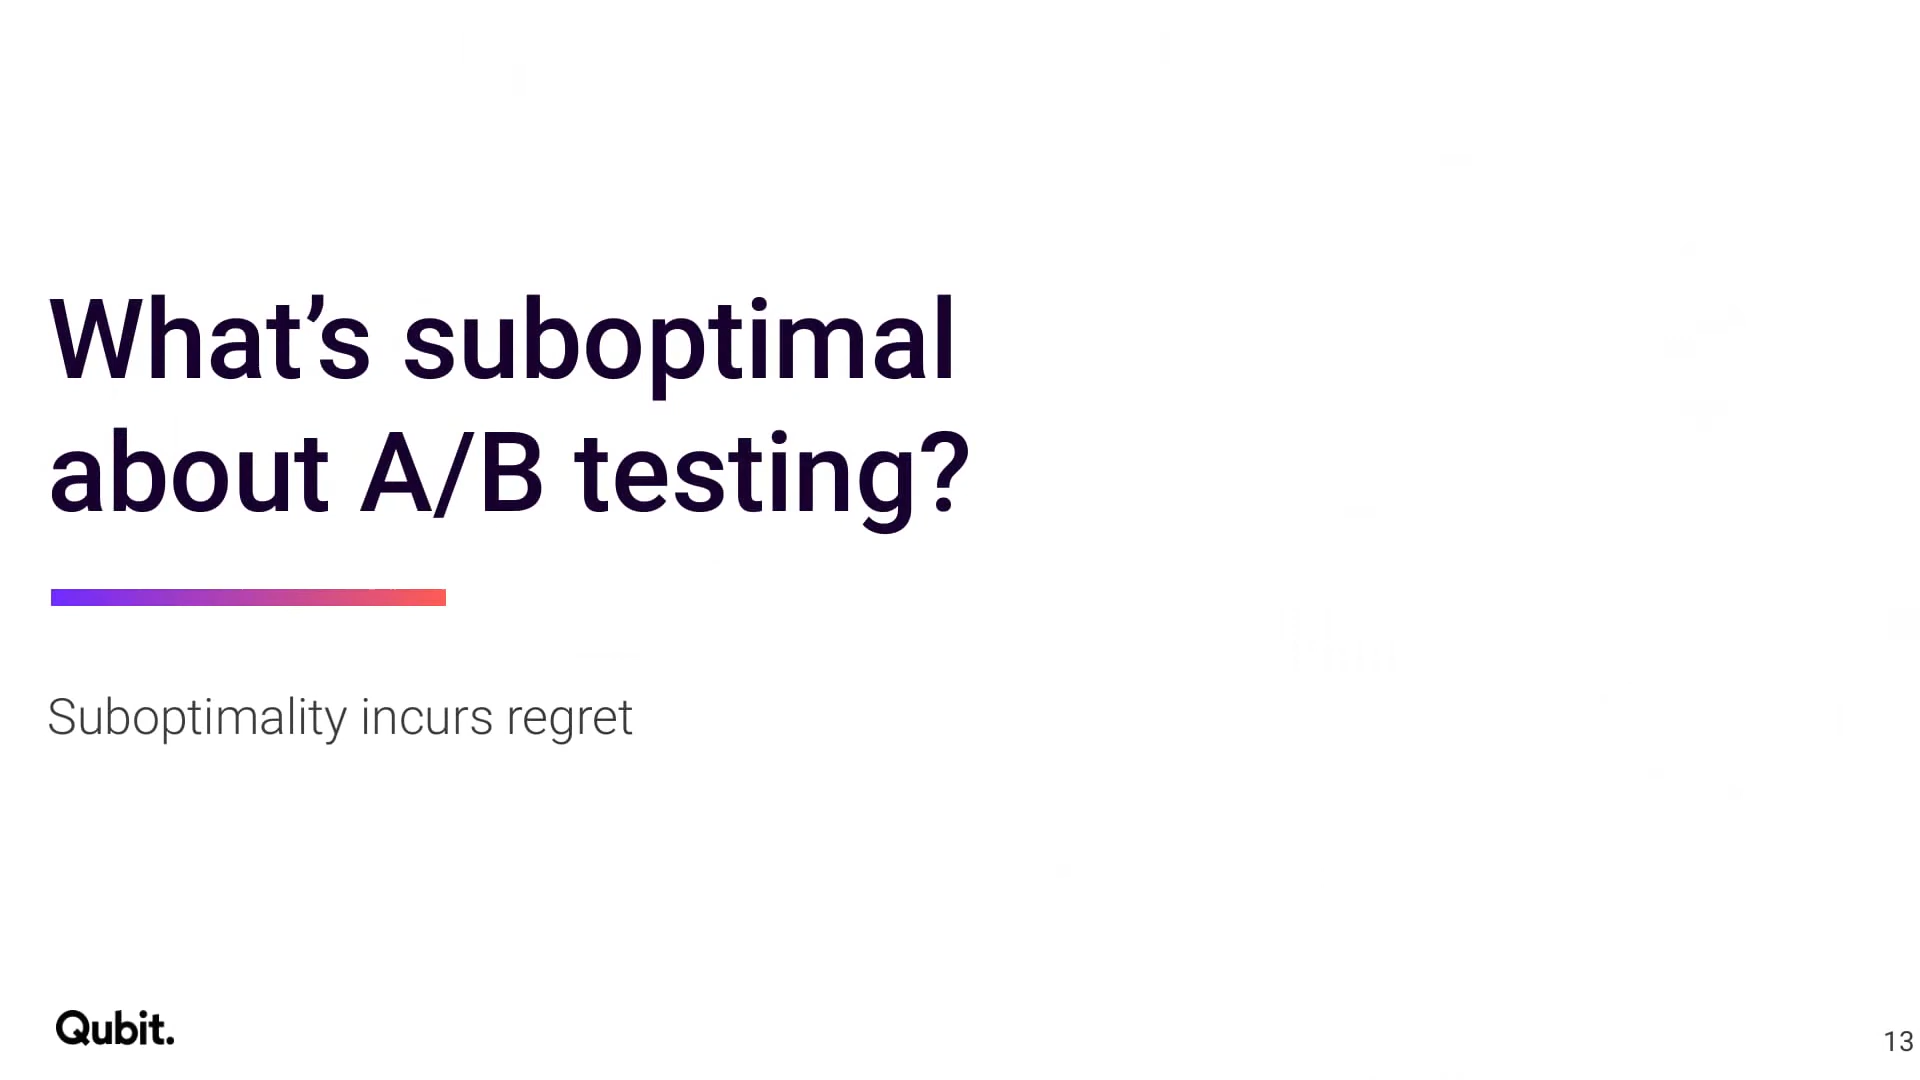 What’s suboptimal
about A/B testing?
Suboptimality incurs regret
Qubit.
13